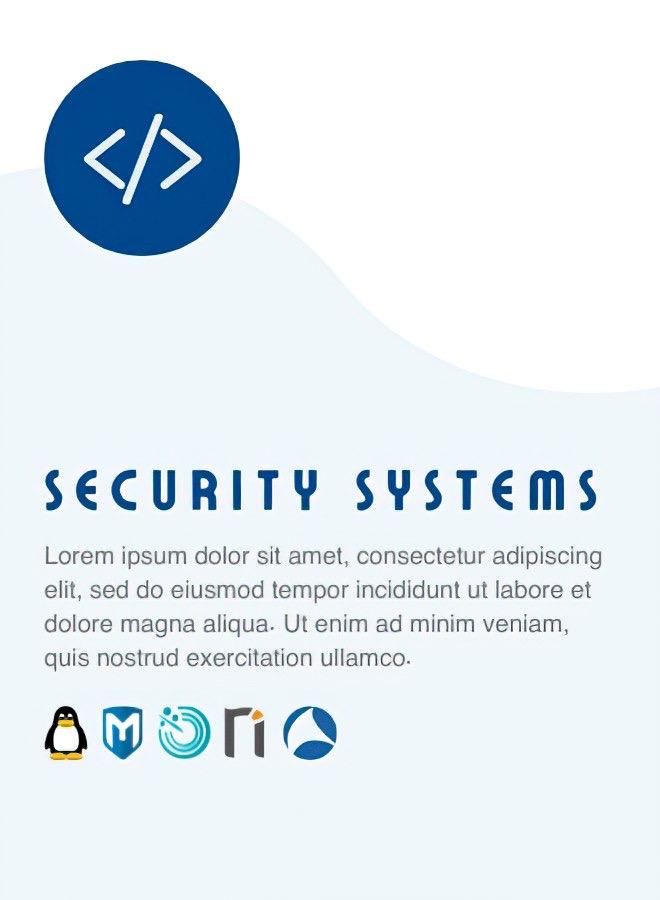 </>
SECURITY SYSTEMS
Lorem ipsum dolor sit amet, consectetur adipiscing
elit, sed do eiusmod tempor incididunt ut labore et
dolore magna aliqua. Ut enim ad minim veniam,
quis nostrud exercitation ullamco.
M ri